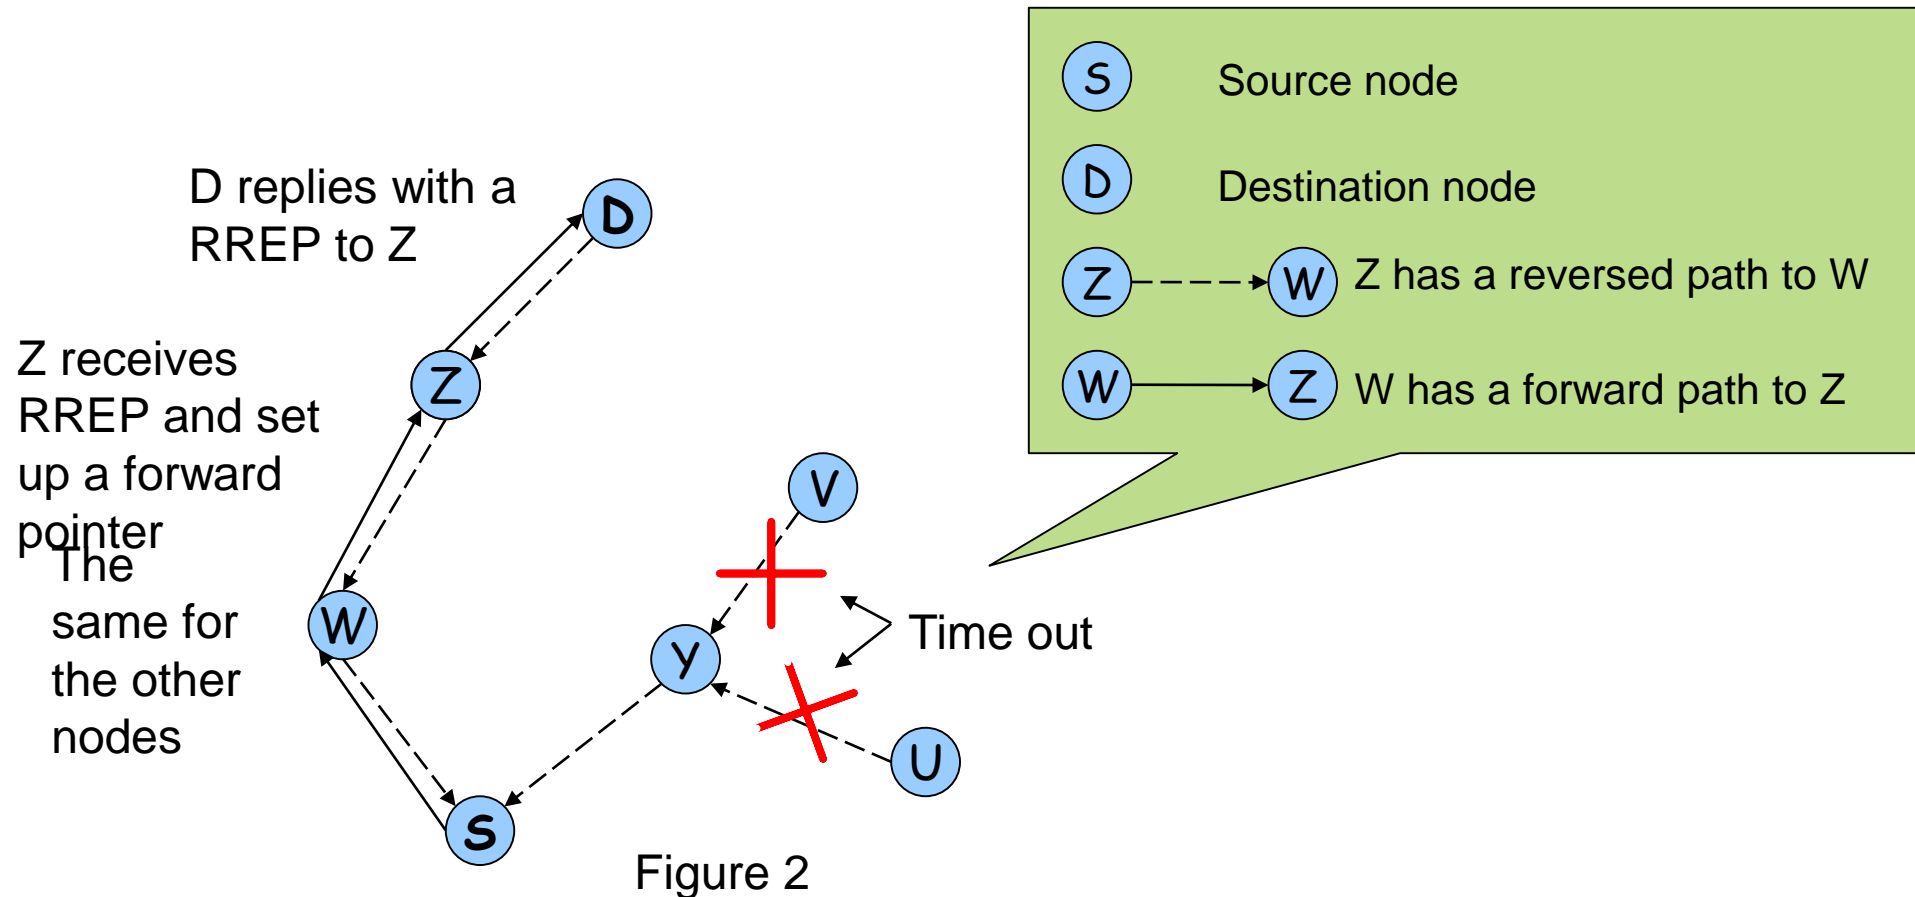 S Source node
D Destination node
Z W Z has a reversed path to W
W Z W has a forward path to Z
D replies with a
RREP to Z
D
Z receives
RREP and set
up a forward
pointer
Z
The
same for
the other
nodes
W
V
Y
Time out
U
S
Figure 2